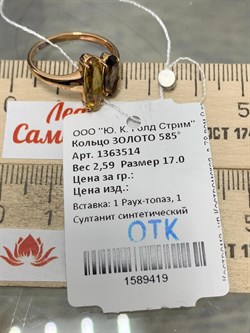 ООО "Ю. К. Голд Стрим"
Кольцо ЗОЛОТО 585°
Арт. 1363514
Вес 2,59 Размер 17.0
Цена за гр.:
Цена изд.:
Вставка: 1 Раух-топаз, 1
Султанит синтетический
ОТК
1589419